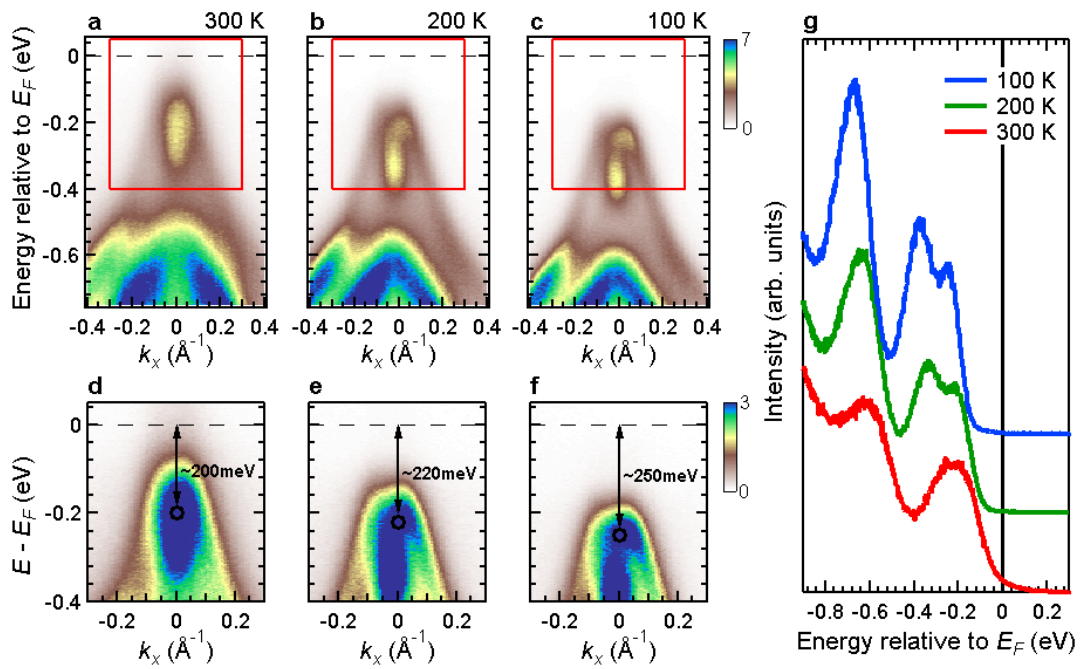 a 300 K
b 200 K
c 100 K
Energy relative to E_F (eV)
0
-0.2
-0.4
-0.6
-0.4 -0.2 0 0.2 0.4
k_x (Å⁻¹)
-0.4 -0.2 0 0.2 0.4
k_x (Å⁻¹)
-0.4 -0.2 0 0.2 0.4
k_x (Å⁻¹)
7
0
d
e
f
E - E_F (eV)
0
-0.2
-0.4
~200meV
~220meV
~250meV
-0.2 0 0.2
k_x (Å⁻¹)
-0.2 0 0.2
k_x (Å⁻¹)
-0.2 0 0.2
k_x (Å⁻¹)
3
0
g
100 K
200 K
300 K
Intensity (arb. units)
-0.8 -0.6 -0.4 -0.2 0 0.2
Energy relative to E_F (eV)